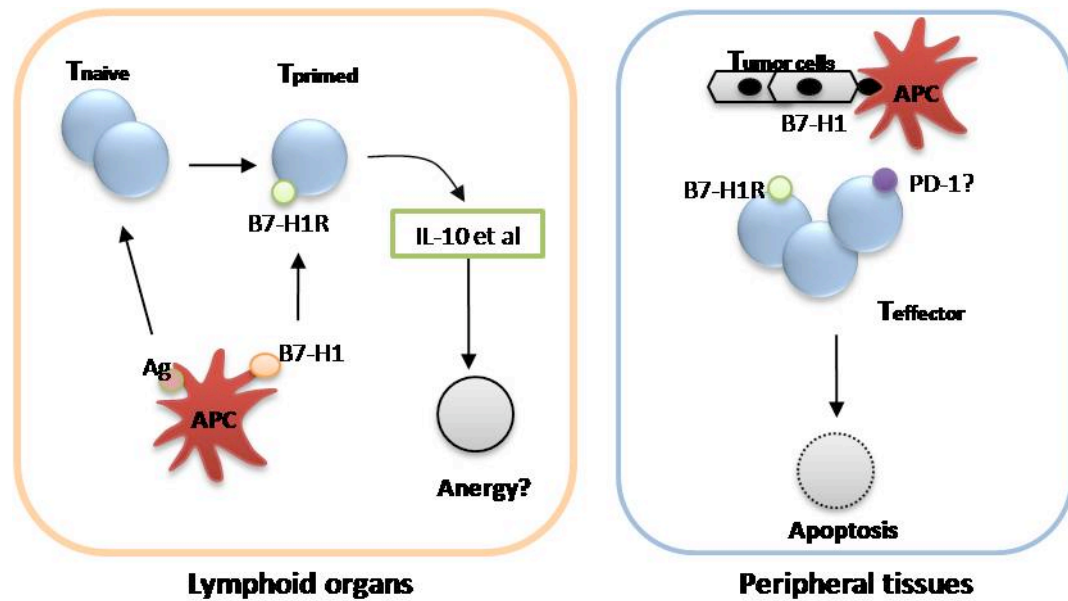 Tnaive
Tprimed
B7-H1R
IL-10 et al
Ag
B7-H1
APC
Anergy?
Lymphoid organs
Tumor cells
APC
B7-H1
B7-H1R
PD-1?
Teffector
Apoptosis
Peripheral tissues